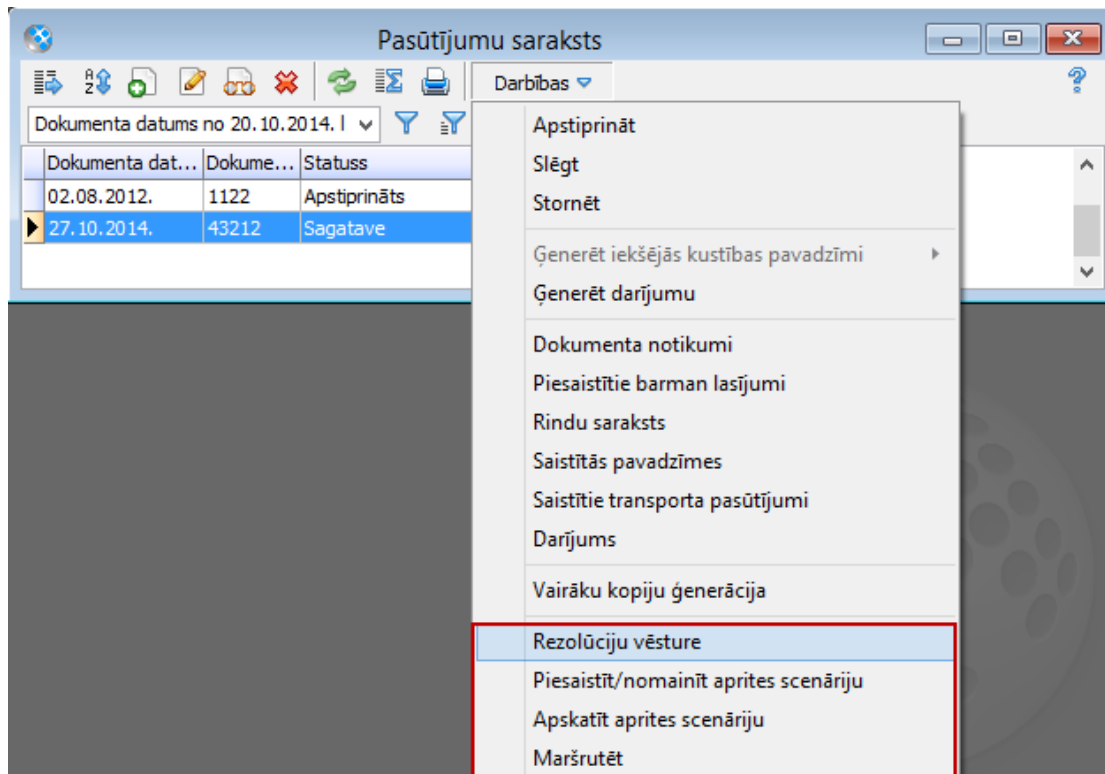 Pasūtījumu saraksts
Darbības
Dokumenta datums no 20.10.2014. l
Dokumenta dat... Dokume... Statuss
02.08.2012. 1122 Apstiprināts
27.10.2014. 43212 Sagatave
Apstiprināt
Slēgt
Stornēt
Ģenerēt iekšējās kustības pavadzīmi
Ģenerēt darījumu
Dokumenta notikumi
Piesaistītie barman lasījumi
Rindu saraksts
Saistītās pavadzīmes
Saistītie transporta pasūtījumi
Darījums
Vairāku kopiju ģenerācija
Rezolūciju vēsture
Piesaistīt/nomainīt aprites scenāriju
Apskatīt aprites scenāriju
Maršrutēt